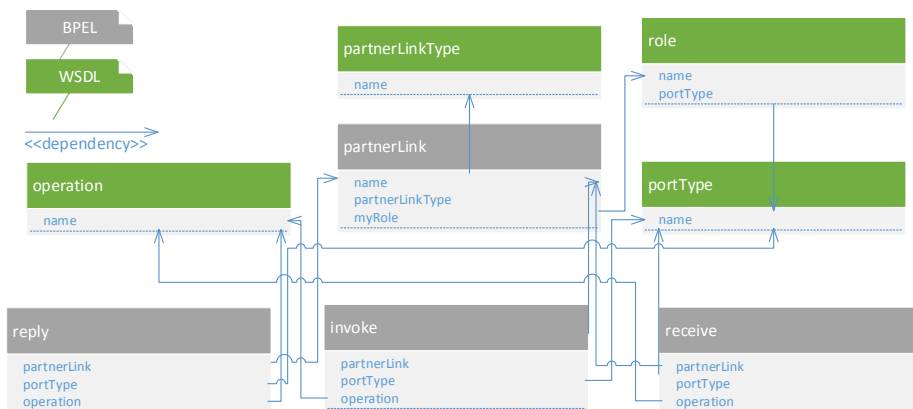 BPEL
WSDL
<<dependency>>
partnerLinkType
name
role
name
portType
partnerLink
name
partnerLinkType
myRole
operation
name
portType
name
reply
partnerLink
portType
operation
invoke
partnerLink
portType
operation
receive
partnerLink
portType
operation